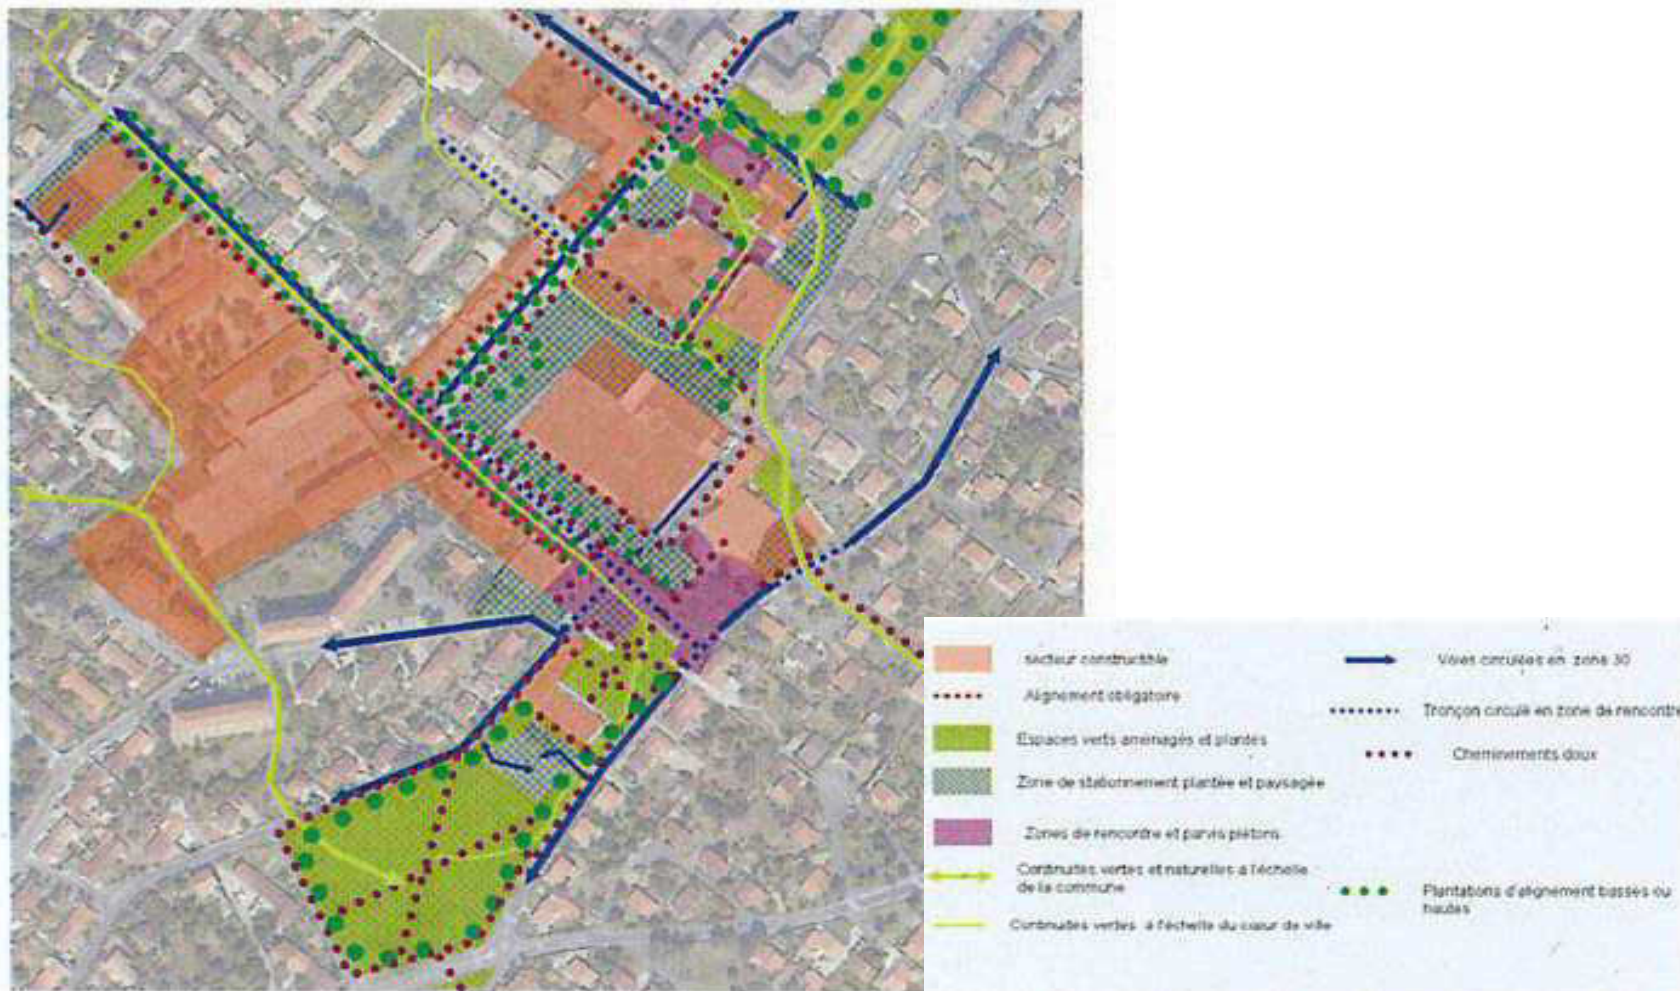 secteur constructible
Alignement obligatoire
Espaces verts aménagés et plantés
Zone de stationnement plantée et paysagée
Zones de rencontre et parvis piétons
Continuités vertes et naturelles à l'échelle
de la commune
Continuités vertes à l'échelle du cœur de ville
Voies circulées en zone 30
Tronçon circulé en zone de rencontre
Cheminements doux
Plantations d'alignement basses ou
hautes